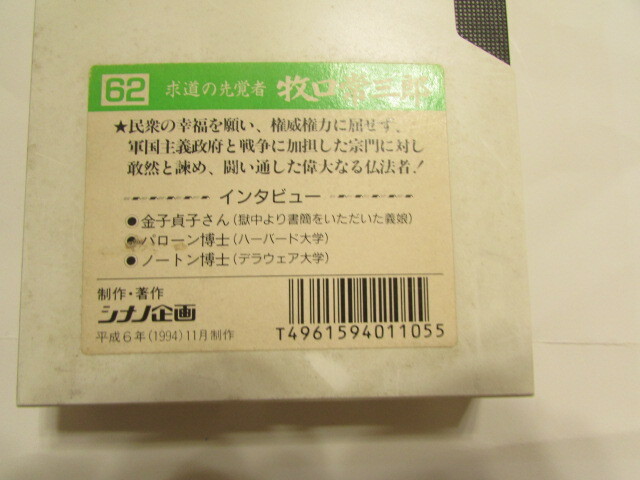 62 求道の先覚者 牧口常三郎
★民衆の幸福を願い、権威権力に屈せず、
軍国主義政府と戦争に加担した宗門に対し
敢然と諫め、闘い通した偉大なる仏法者!
インタビュー
●金子貞子さん(獄中より書簡をいただいた義娘)
●バローン博士(ハーバード大学)
●ノートン博士(デラウェア大学)
制作・著作
シナノ企画
平成6年(1994)11月制作
T4961594011055